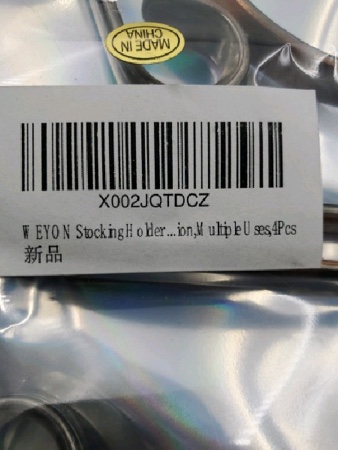 MADE IN
CHINA
X002JQTDCZ
WEYON Stocking Holder...ion,Multiple Uses,4Pcs
新品